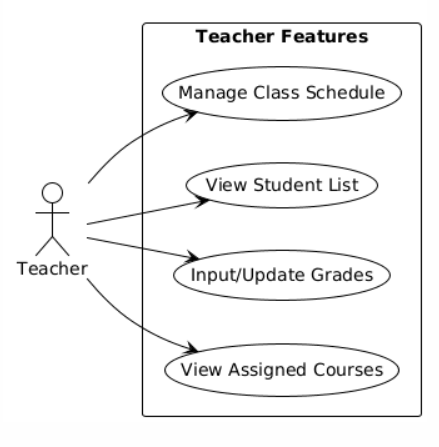 Teacher Features
Manage Class Schedule
View Student List
Input/Update Grades
Teacher
View Assigned Courses